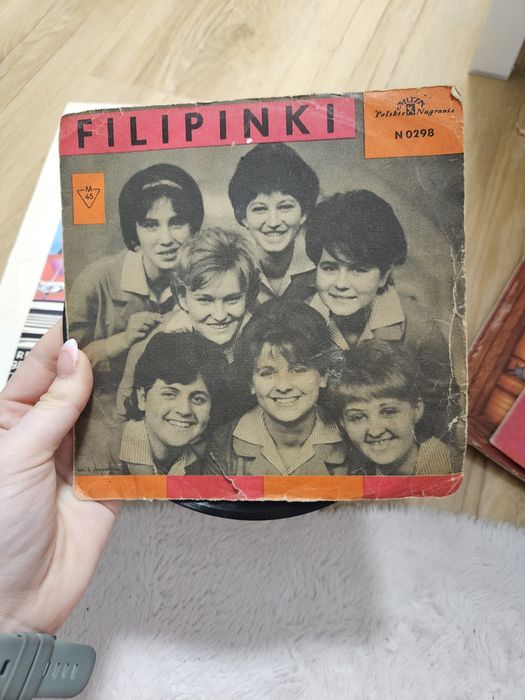 FILIPINKI
MUZA
Polskie Nagrania
N 0298
M
45